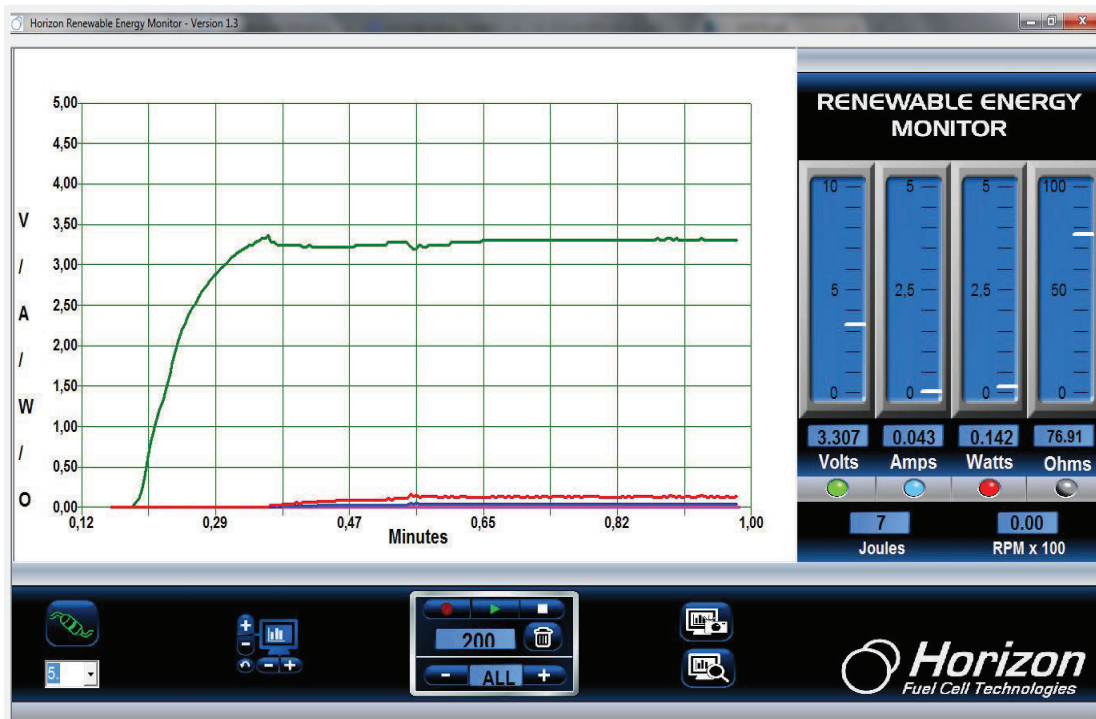 Horizon Renewable Energy Monitor - Version 1.3
5,00
4,50
4,00
3,50
3,00
2,50
2,00
1,50
1,00
0,50
0,00
V
/
A
/
W
/
O
0,12 0,29 0,47 0,65 0,82 1,00
Minutes
RENEWABLE ENERGY
MONITOR
10 5 5 100
5 2,5 2,5 50
0 0 0 0
3.307 0.043 0.142 76.91
Volts Amps Watts Ohms
7 0.00
Joules RPM x 100
5.
200
ALL
Horizon
Fuel Cell Technologies